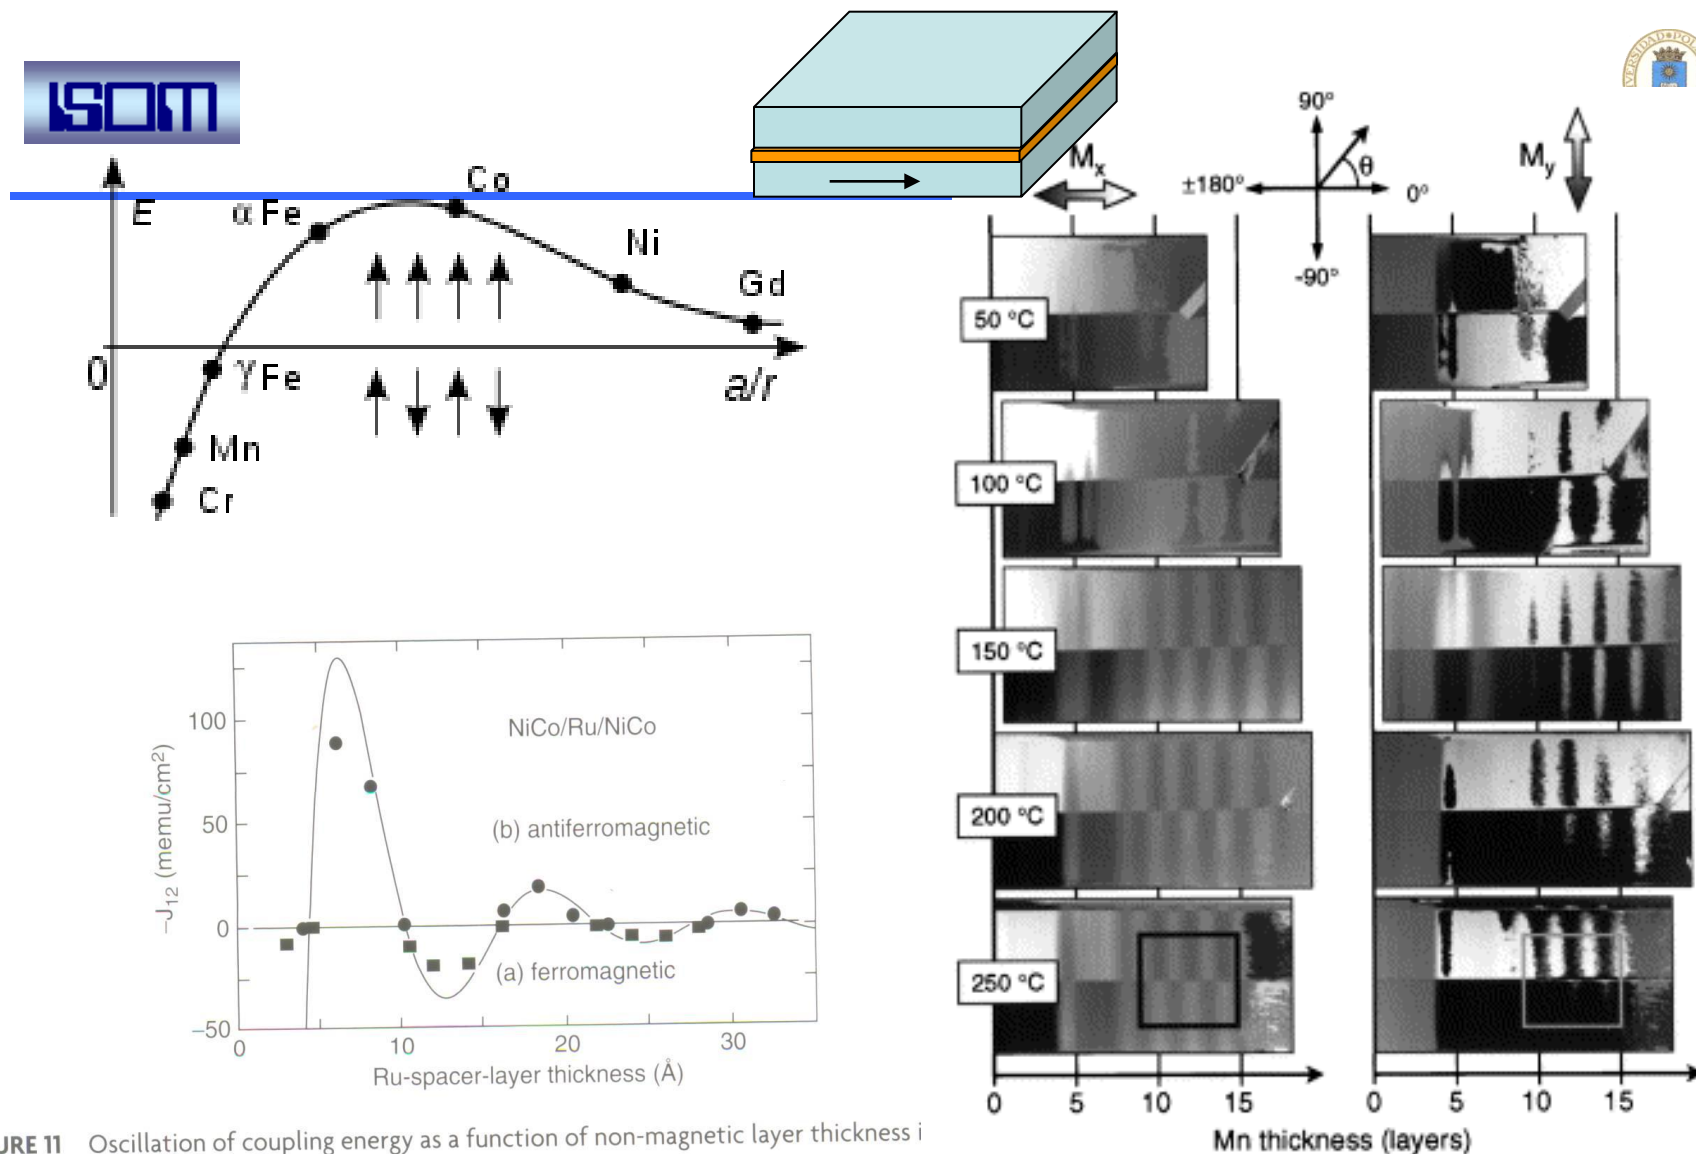 ISOM
E
αFe
Co
Ni
Gd
0
γFe
a/r
Mn
Cr
NiCo/Ru/NiCo
(b) antiferromagnetic
(a) ferromagnetic
-J12 (memu/cm2)
100
50
0
-50
0 10 20 30
Ru-spacer-layer thickness (Å)
URE 11 Oscillation of coupling energy as a function of non-magnetic layer thickness i
Mx
90°
θ
±180°
0°
-90°
My
50 °C
100 °C
150 °C
200 °C
250 °C
0 5 10 15
0 5 10 15
Mn thickness (layers)